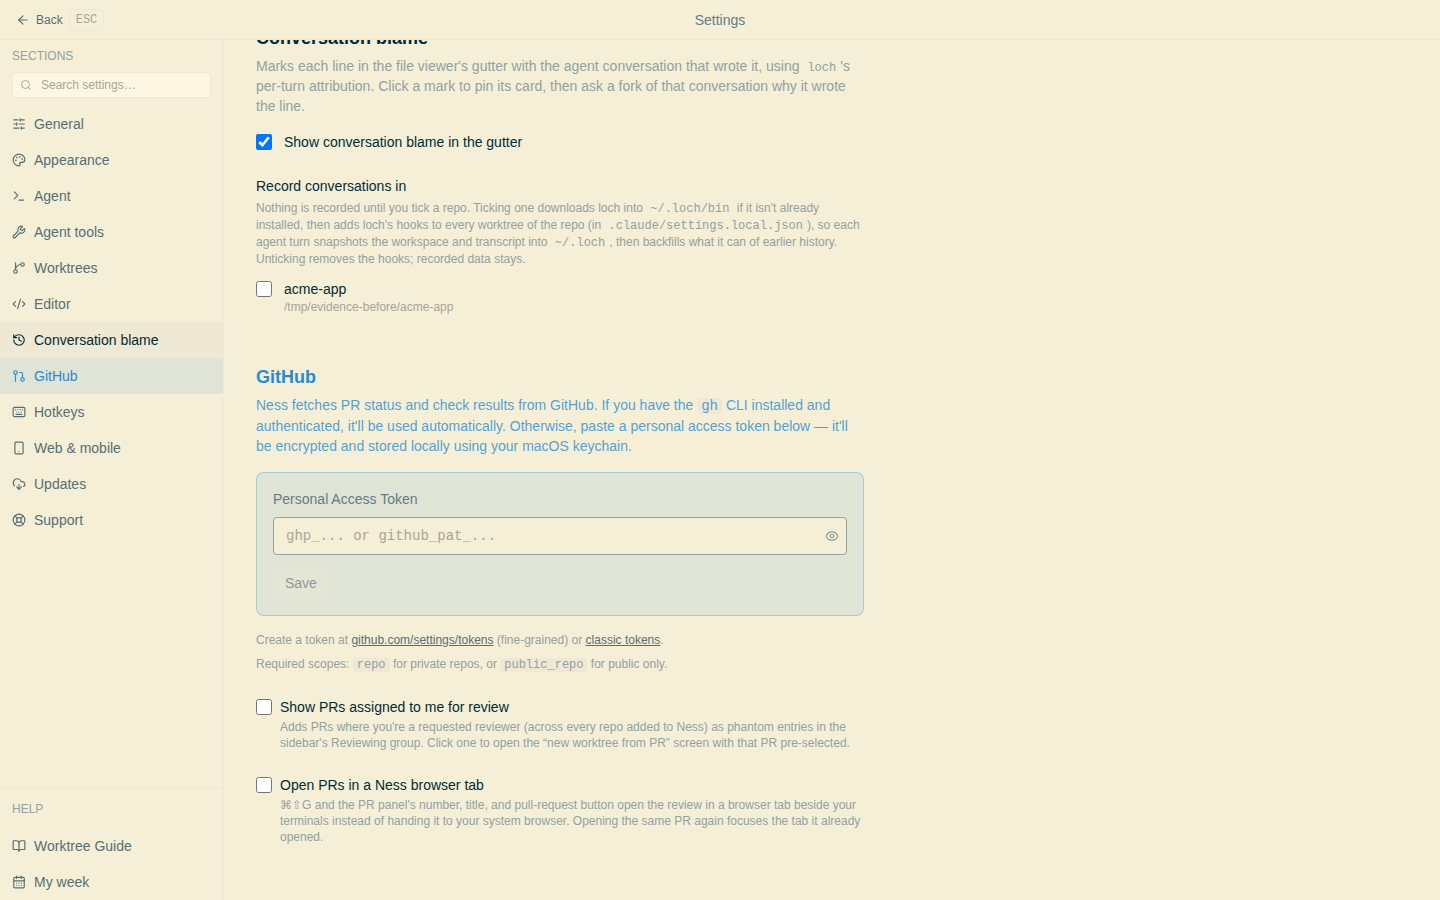 Back ESC
Settings
SECTIONS
Search settings…
General
Appearance
Agent
Agent tools
Worktrees
Editor
Conversation blame
GitHub
Hotkeys
Web & mobile
Updates
Support
HELP
Worktree Guide
My week
Conversation blame
Marks each line in the file viewer's gutter with the agent conversation that wrote it, using loch 's
per-turn attribution. Click a mark to pin its card, then ask a fork of that conversation why it wrote
the line.
Show conversation blame in the gutter
Record conversations in
Nothing is recorded until you tick a repo. Ticking one downloads loch into ~/.loch/bin if it isn't already
installed, then adds loch's hooks to every worktree of the repo (in .claude/settings.local.json ), so each
agent turn snapshots the workspace and transcript into ~/.loch , then backfills what it can of earlier history.
Unticking removes the hooks; recorded data stays.
acme-app
/tmp/evidence-before/acme-app
GitHub
Ness fetches PR status and check results from GitHub. If you have the gh CLI installed and
authenticated, it'll be used automatically. Otherwise, paste a personal access token below — it'll
be encrypted and stored locally using your macOS keychain.
Personal Access Token
ghp_... or github_pat_...
Save
Create a token at github.com/settings/tokens (fine-grained) or classic tokens.
Required scopes: repo for private repos, or public_repo for public only.
Show PRs assigned to me for review
Adds PRs where you're a requested reviewer (across every repo added to Ness) as phantom entries in the
sidebar's Reviewing group. Click one to open the “new worktree from PR” screen with that PR pre-selected.
Open PRs in a Ness browser tab
⌘⇧G and the PR panel's number, title, and pull-request button open the review in a browser tab beside your
terminals instead of handing it to your system browser. Opening the same PR again focuses the tab it already
opened.